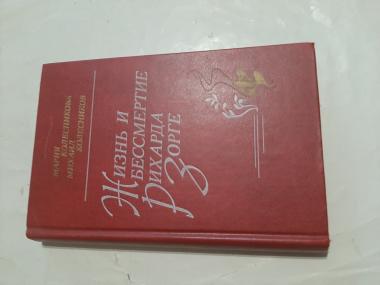 МАРИЯ
КОЛЕСНИКОВА
МИХАИЛ
КОЛЕСНИКОВ
ЖИЗНЬ И
БЕССМЕРТИЕ
РИХАРДА
ЗОРГЕ